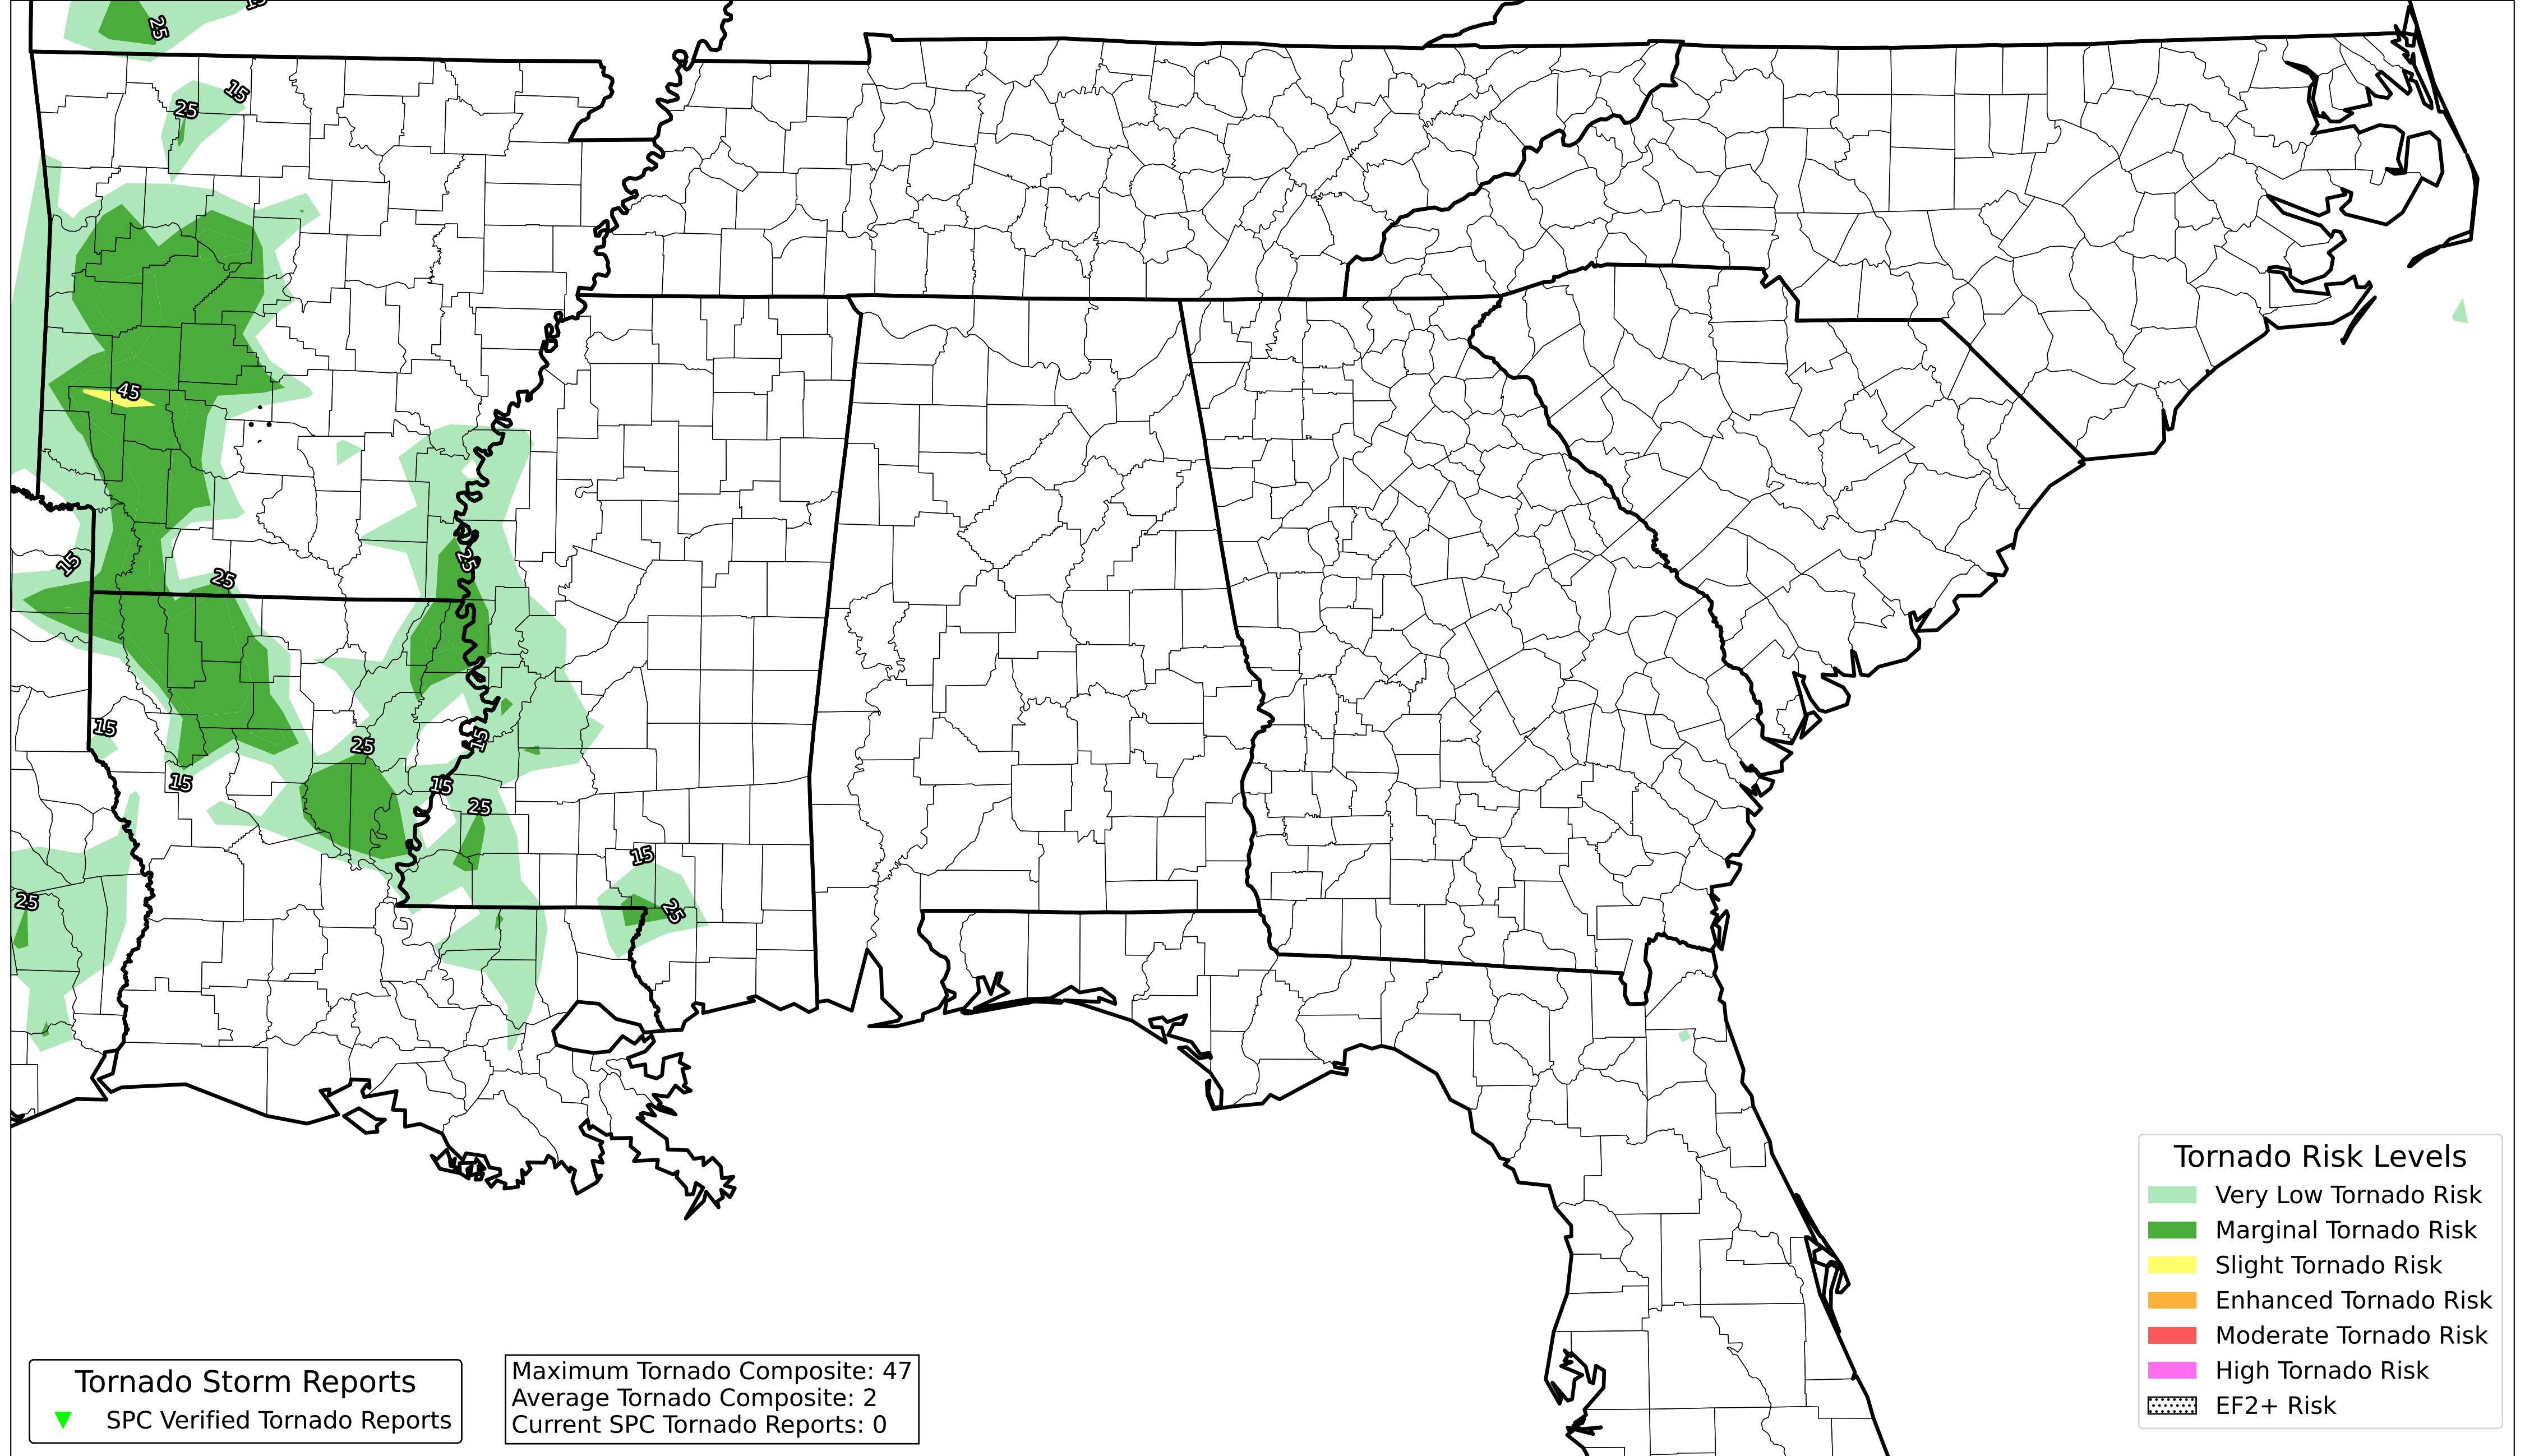 15
25
15
25
45
15
25
25
15
25
15
15
15
25
15
25
25
Tornado Risk Levels
Very Low Tornado Risk
Marginal Tornado Risk
Slight Tornado Risk
Enhanced Tornado Risk
Moderate Tornado Risk
High Tornado Risk
EF2+ Risk
Tornado Storm Reports
SPC Verified Tornado Reports
Maximum Tornado Composite: 47
Average Tornado Composite: 2
Current SPC Tornado Reports: 0